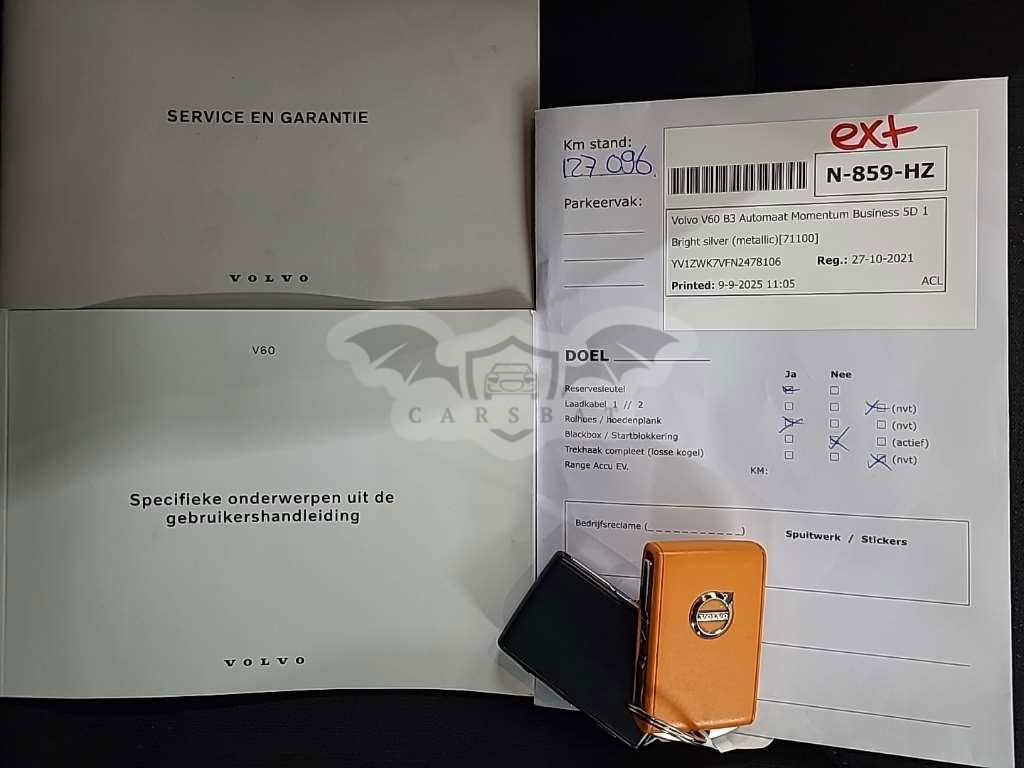 SERVICE EN GARANTIE
VOLVO
V60
Specifieke onderwerpen uit de
gebruikershandleiding
VOLVO
CARSBAT
Km stand:
127.096.
Parkeervak:
ext
N-859-HZ
Volvo V60 B3 Automaat Momentum Business 5D 1
Bright silver (metallic)[71100]
YV1ZWK7VFN2478106 Reg.: 27-10-2021
Printed: 9-9-2025 11:05 ACL
DOEL
Ja Nee
Reservesleutel
Laadkabel 1 // 2 (nvt)
Rolhoes / hoedenplank (nvt)
Blackbox / Startblokkering (actief)
Trekhaak compleet (losse kogel) (nvt)
Range Accu EV. KM:
Bedrijfsreclame (_ _ _ _ _ _ _ _ _ _ _) Spuitwerk / Stickers
VOLVO